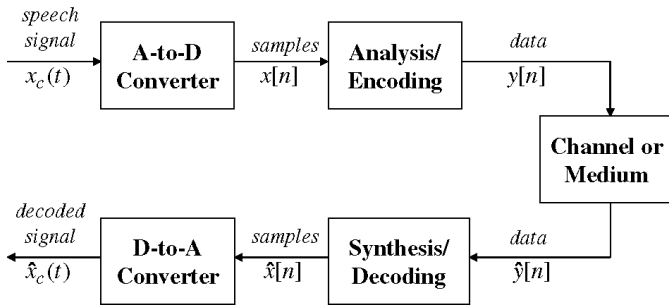 speech
signal
x_c(t)
A-to-D
Converter
samples
x[n]
Analysis/
Encoding
data
y[n]
Channel or
Medium
decoded
signal
x̂_c(t)
D-to-A
Converter
samples
x̂[n]
Synthesis/
Decoding
data
ŷ[n]